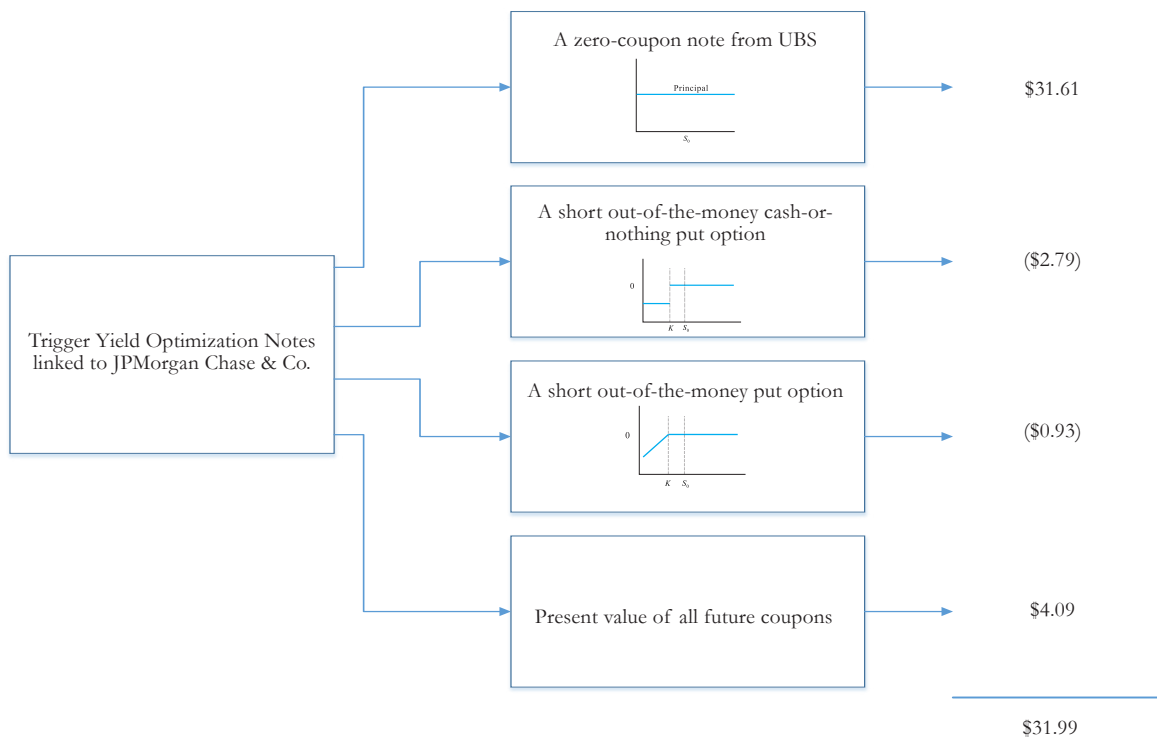 A zero-coupon note from UBS
Principal
S0
$31.61
A short out-of-the-money cash-or-
nothing put option
0
K S0
($2.79)
Trigger Yield Optimization Notes
linked to JPMorgan Chase & Co.
A short out-of-the-money put option
0
K S0
($0.93)
Present value of all future coupons
$4.09
$31.99